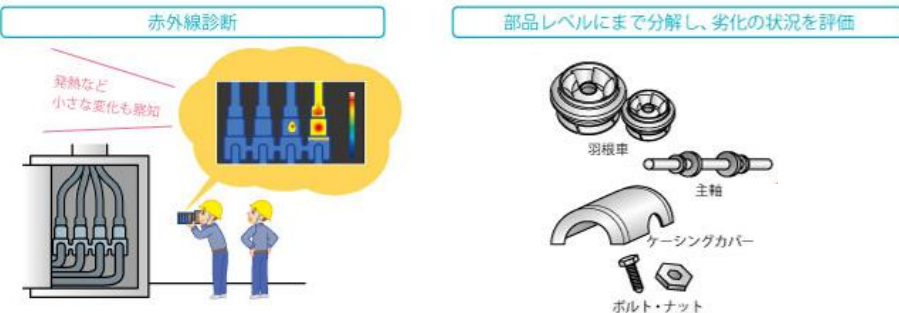 赤外線診断
発熱など
小さな変化も察知
部品レベルにまで分解し、劣化の状況を評価
羽根車
主軸
ケーシングカバー
ボルト・ナット